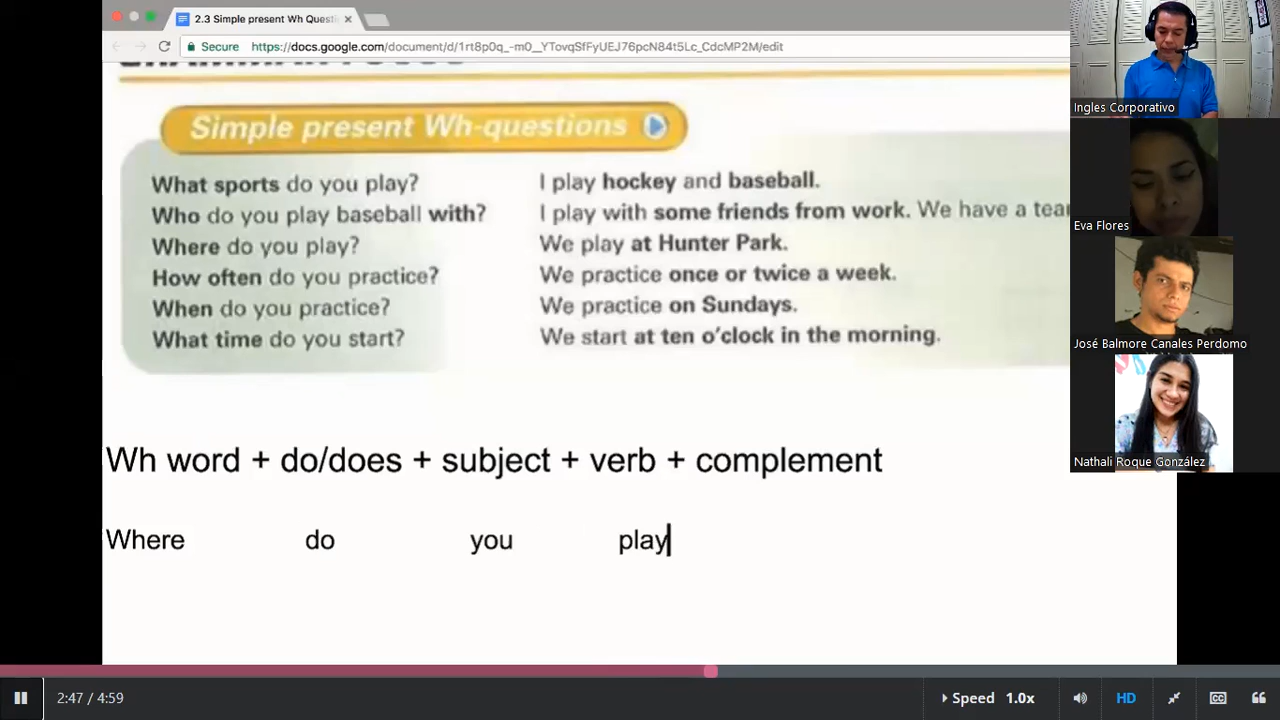 2.3 Simple present Wh Questi
Secure https://docs.google.com/document/d/1rt8p0q_-m0__YTovqSfFyUEJ76pcN84t5Lc_CdcMP2M/edit
Simple present Wh-questions
What sports do you play? I play hockey and baseball.
Who do you play baseball with? I play with some friends from work. We have a tea
Where do you play? We play at Hunter Park.
How often do you practice? We practice once or twice a week.
When do you practice? We practice on Sundays.
What time do you start? We start at ten o'clock in the morning.
Wh word + do/does + subject + verb + complement
Where do you play
Ingles Corporativo
Eva Flores
José Balmore Canales Perdomo
Nathali Roque González
2:47 / 4:59
Speed 1.0x
HD
CC